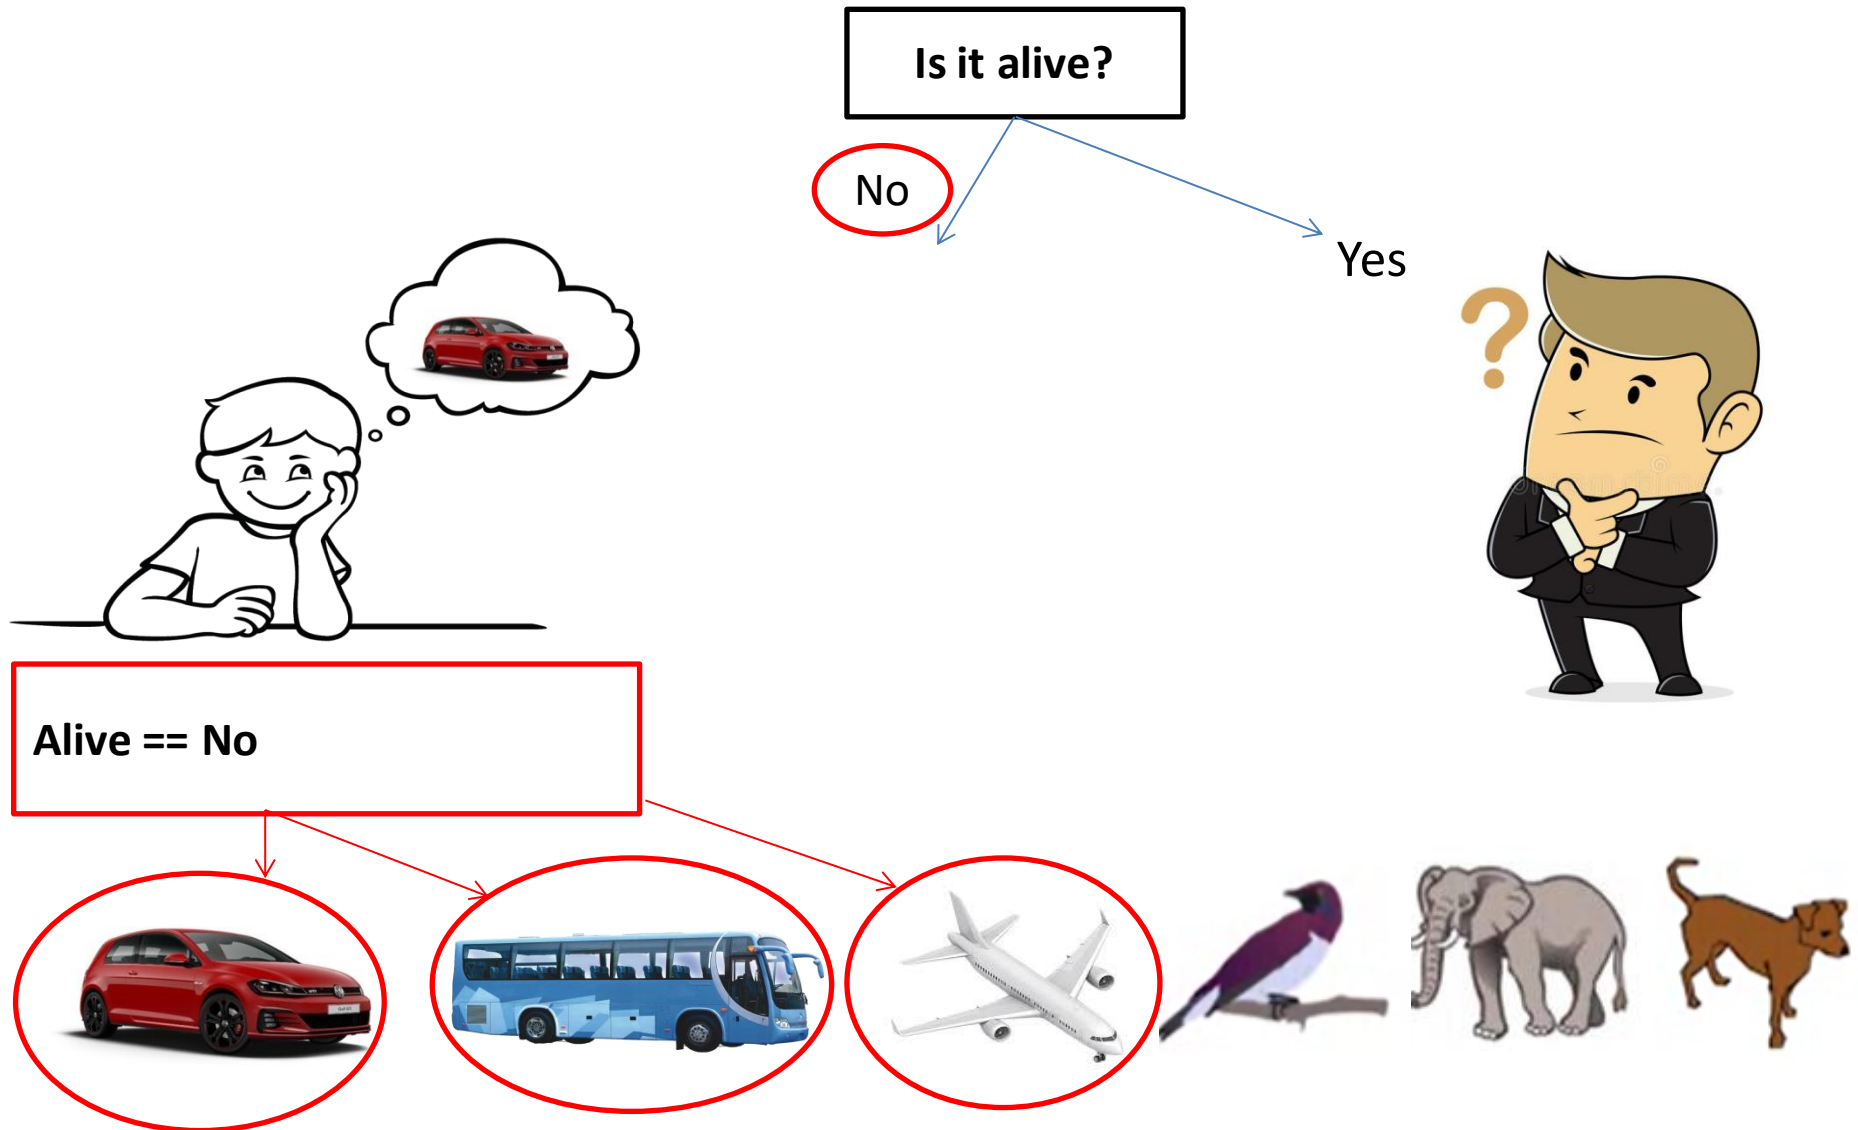 Is it alive?
No
Yes
Alive == No